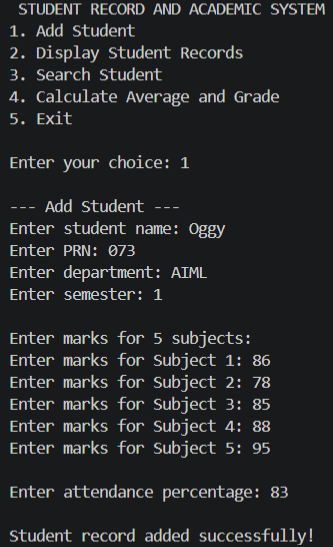 STUDENT RECORD AND ACADEMIC SYSTEM
1. Add Student
2. Display Student Records
3. Search Student
4. Calculate Average and Grade
5. Exit
Enter your choice: 1
--- Add Student ---
Enter student name: Oggy
Enter PRN: 073
Enter department: AIML
Enter semester: 1
Enter marks for 5 subjects:
Enter marks for Subject 1: 86
Enter marks for Subject 2: 78
Enter marks for Subject 3: 85
Enter marks for Subject 4: 88
Enter marks for Subject 5: 95
Enter attendance percentage: 83
Student record added successfully!